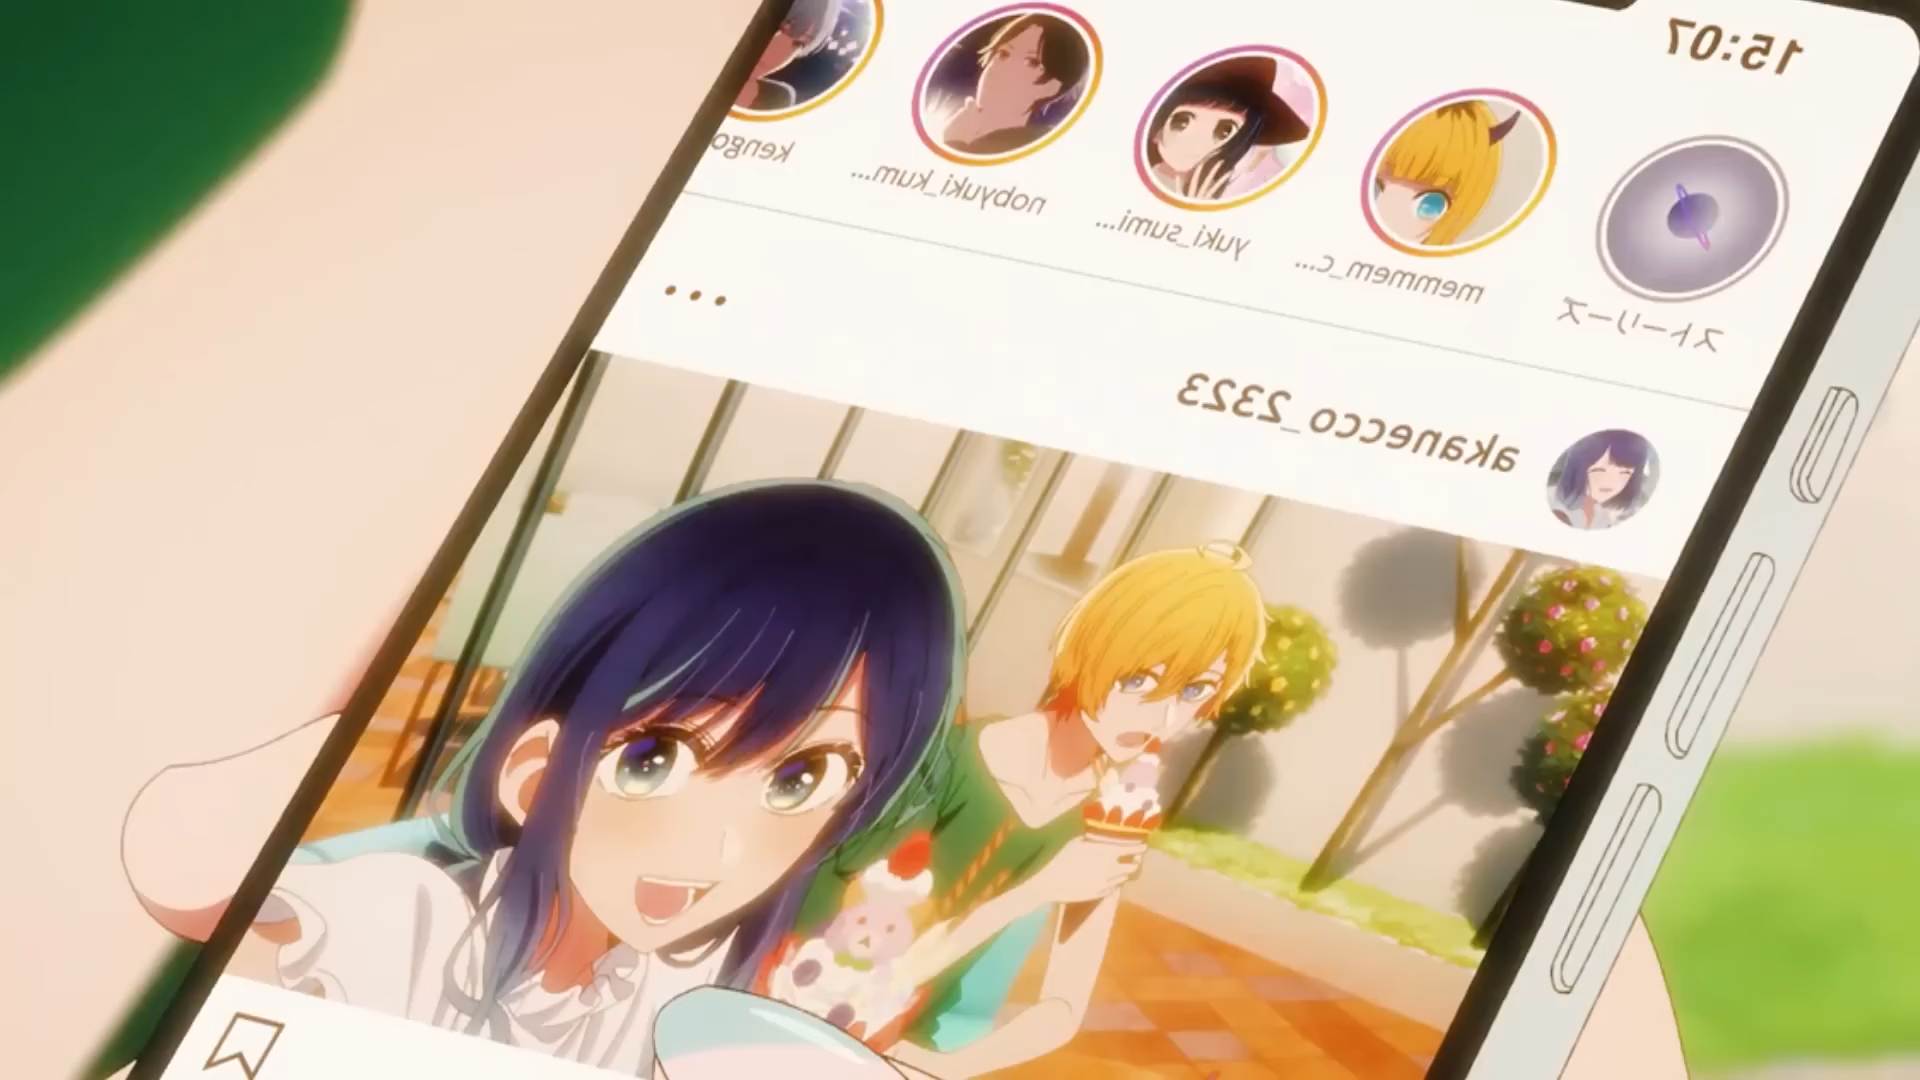 15:07
ストーリーズ
memmem_c...
yuki_sumi...
nobyuki_kum...
kengo
akanecco_2323